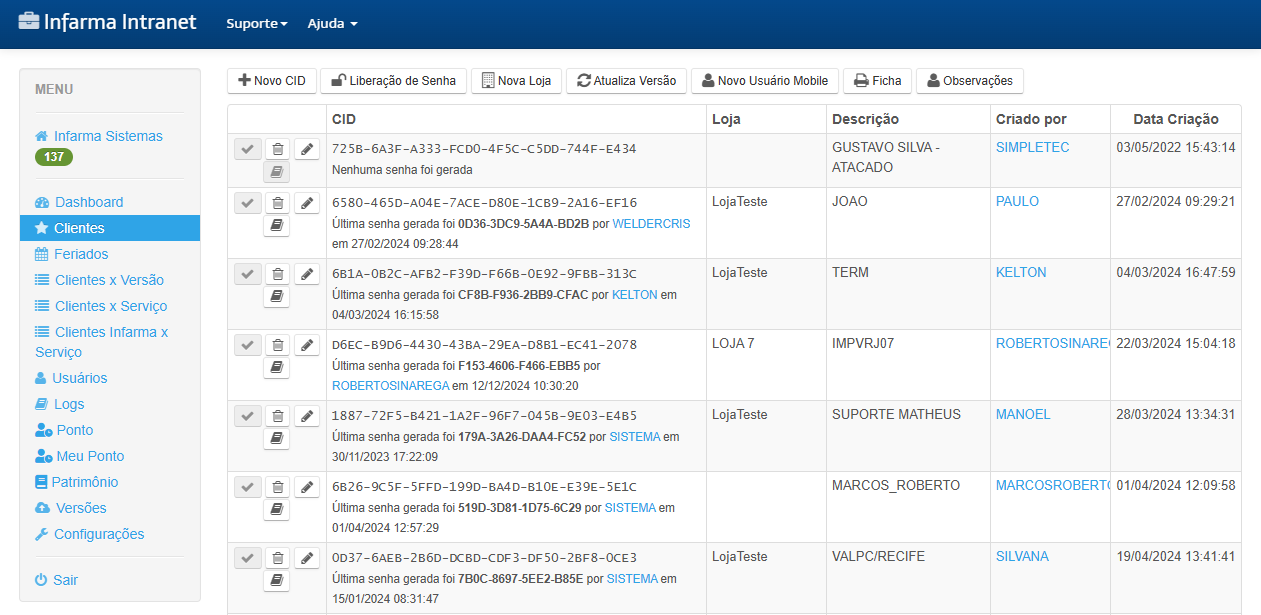 Infarma Intranet
Suporte
Ajuda
MENU
Infarma Sistemas
137
Dashboard
Clientes
Feriados
Clientes x Versão
Clientes x Serviço
Clientes Infarma x
Serviço
Usuários
Logs
Ponto
Meu Ponto
Patrimônio
Versões
Configurações
Sair
Novo CID
Liberação de Senha
Nova Loja
Atualiza Versão
Novo Usuário Mobile
Ficha
Observações
CID Loja Descrição Criado por Data Criação
725B-6A3F-A333-FCD0-4F5C-C5DD-744F-E434 GUSTAVO SILVA - SIMPLETEC 03/05/2022 15:43:14
Nenhuma senha foi gerada ATACADO
6580-465D-A04E-7ACE-D80E-1CB9-2A16-EF16 LojaTeste JOAO PAULO 27/02/2024 09:29:21
Última senha gerada foi 0D36-3DC9-5A4A-BD2B por WELDERCRIS
em 27/02/2024 09:28:44
6B1A-0B2C-AFB2-F39D-F66B-0E92-9FBB-313C LojaTeste TERM KELTON 04/03/2024 16:47:59
Última senha gerada foi CF8B-F936-2BB9-CFAC por KELTON em
04/03/2024 16:15:58
D6EC-B9D6-4430-43BA-29EA-D8B1-EC41-2078 LOJA 7 IMPVRJ07 ROBERTOSINAREG 22/03/2024 15:04:18
Última senha gerada foi F153-4606-F466-EBB5 por
ROBERTOSINAREGA em 12/12/2024 10:30:20
1887-72F5-B421-1A2F-96F7-045B-9E03-E4B5 LojaTeste SUPORTE MATHEUS MANOEL 28/03/2024 13:34:31
Última senha gerada foi 179A-3A26-DAA4-FC52 por SISTEMA em
30/11/2023 17:22:09
6B26-9C5F-5FFD-199D-BA4D-B10E-E39E-5E1C MARCOS_ROBERTO MARCOSROBERTO 01/04/2024 12:09:58
Última senha gerada foi 519D-3D81-1D75-6C29 por SISTEMA em
01/04/2024 12:57:29
0D37-6AEB-2B6D-DCBD-CDF3-DF50-2BF8-0CE3 LojaTeste VALPC/RECIFE SILVANA 19/04/2024 13:41:41
Última senha gerada foi 7B0C-8697-5EE2-B85E por SISTEMA em
15/01/2024 08:31:47